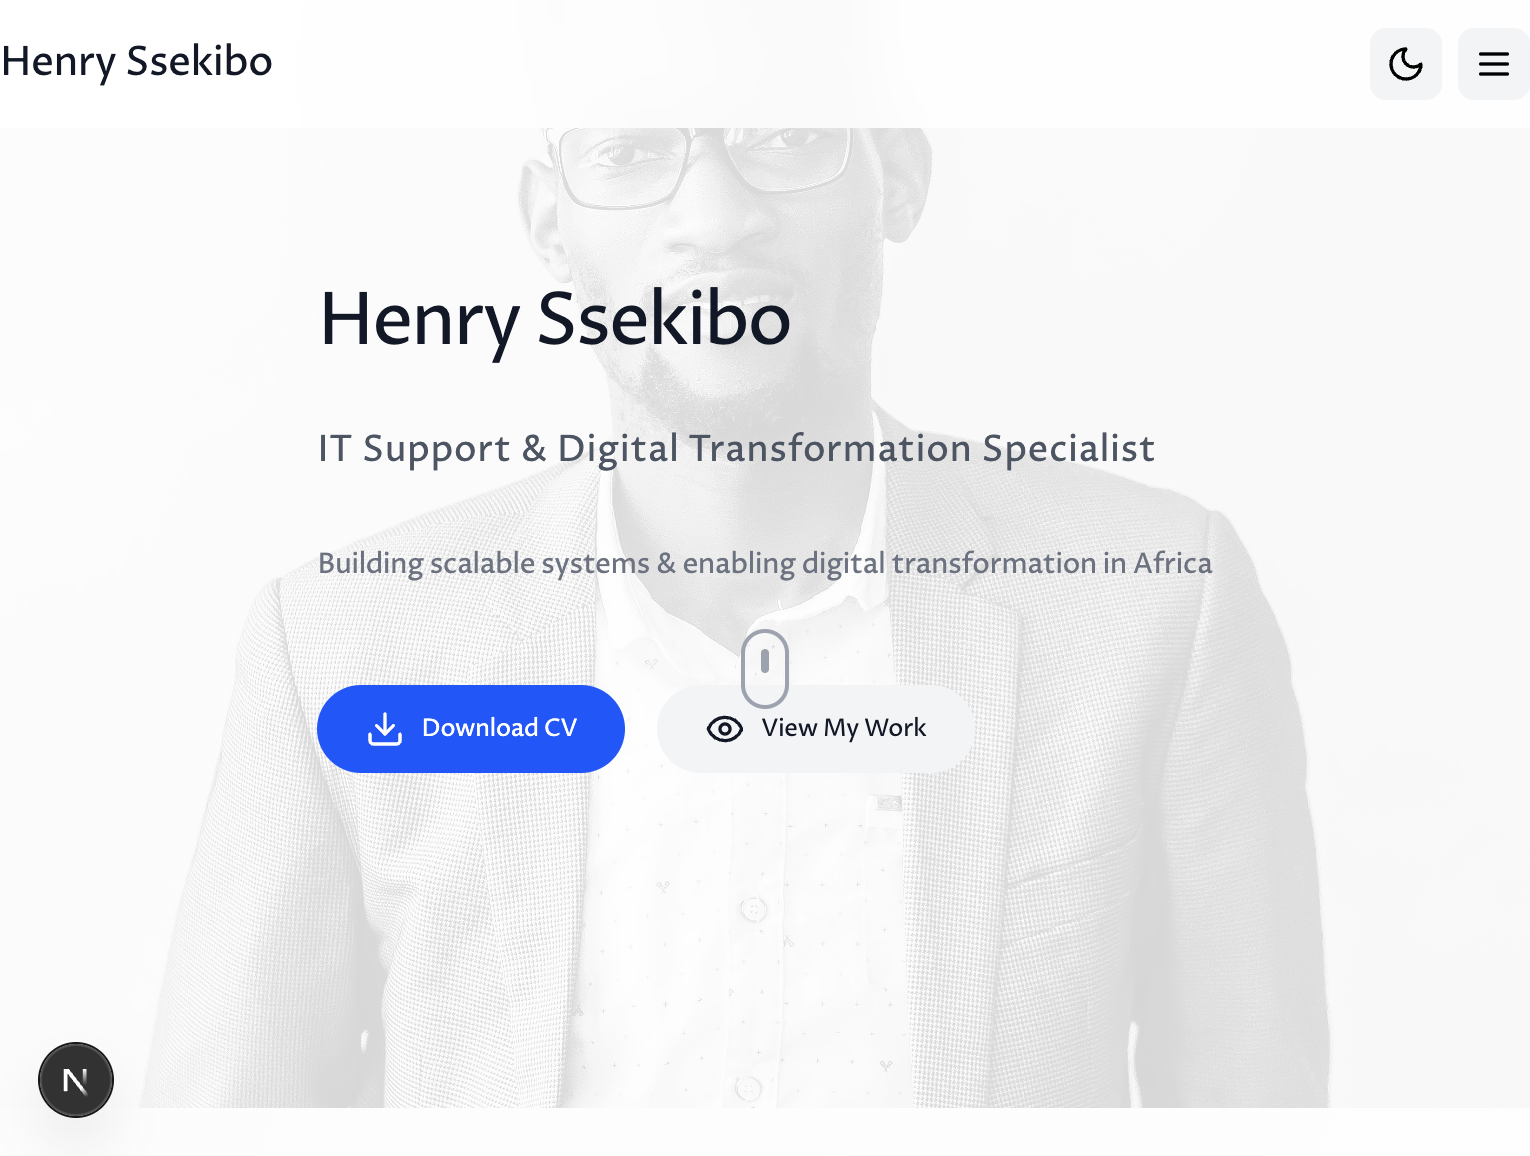 Henry Ssekibo
Henry Ssekibo
IT Support & Digital Transformation Specialist
Building scalable systems & enabling digital transformation in Africa
Download CV
View My Work
N